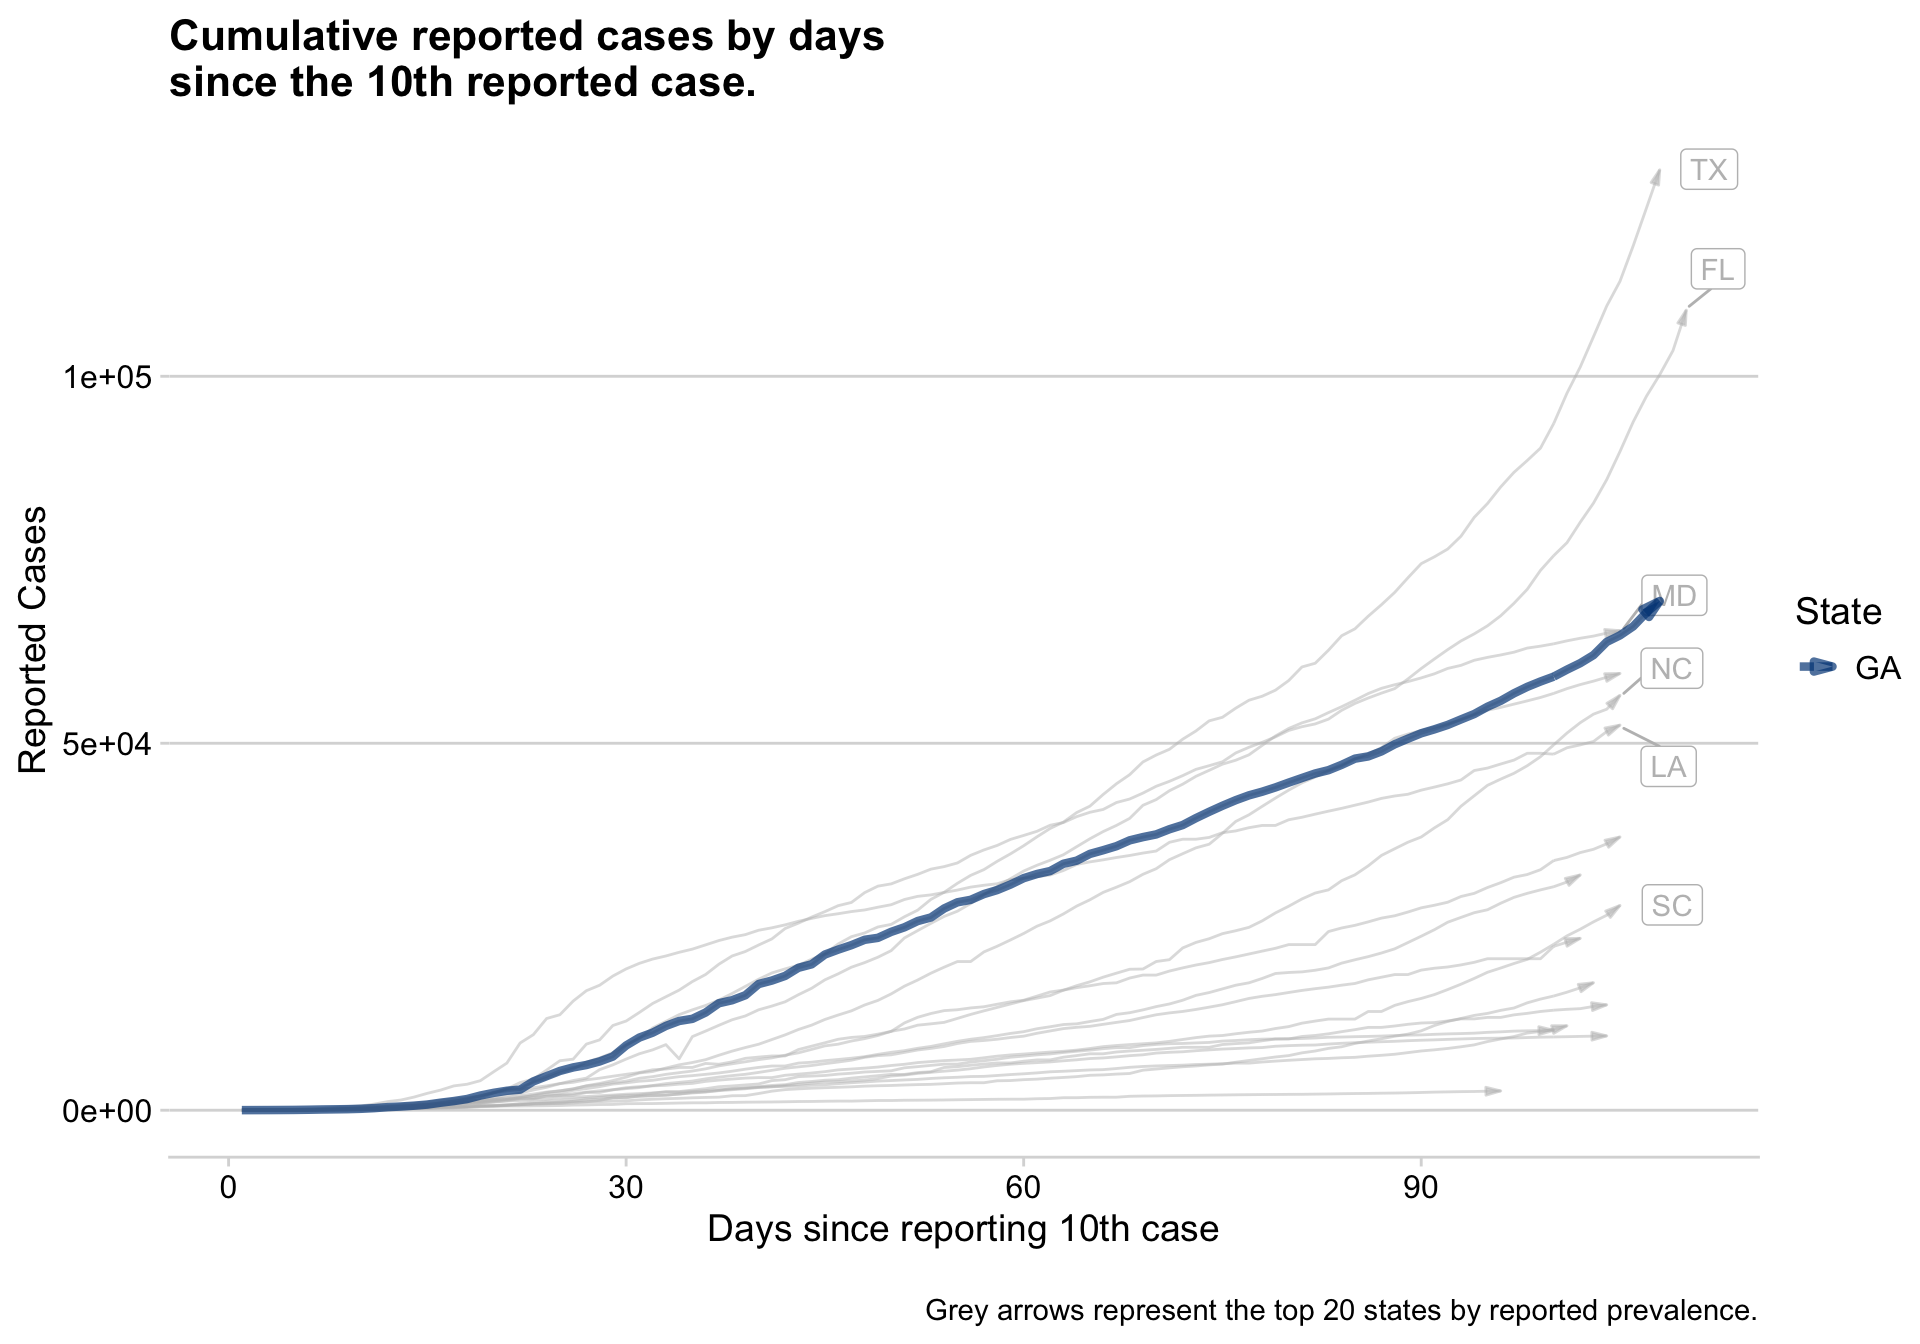 Cumulative reported cases by days
since the 10th reported case.
TX
FL
1e+05
MD
State
GA
NC
5e+04
LA
SC
0e+00
Reported Cases
0 30 60 90
Days since reporting 10th case
Grey arrows represent the top 20 states by reported prevalence.